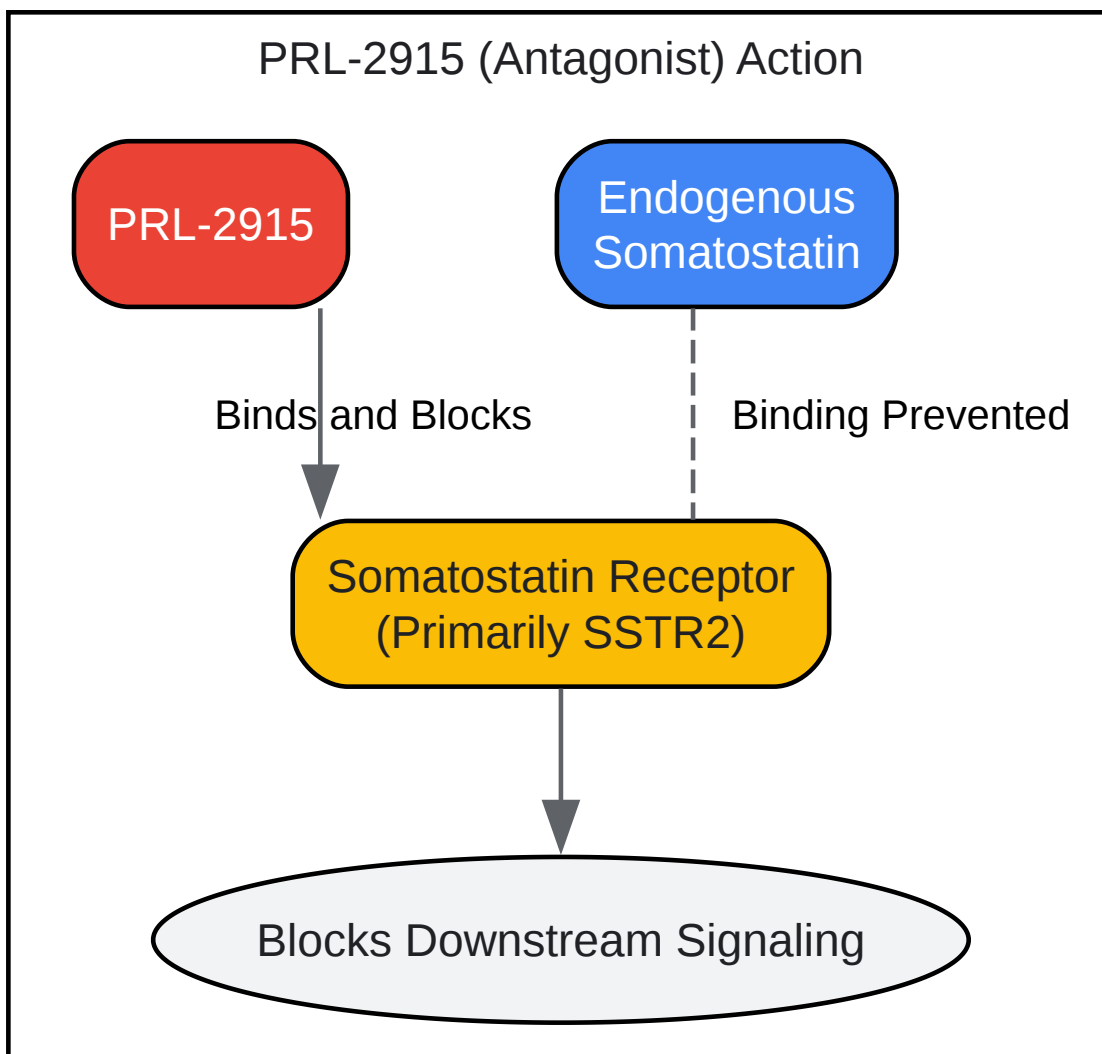 PRL-2915 (Antagonist) Action
PRL-2915
Endogenous
Somatostatin
Binds and Blocks
Binding Prevented
Somatostatin Receptor
(Primarily SSTR2)
Blocks Downstream Signaling